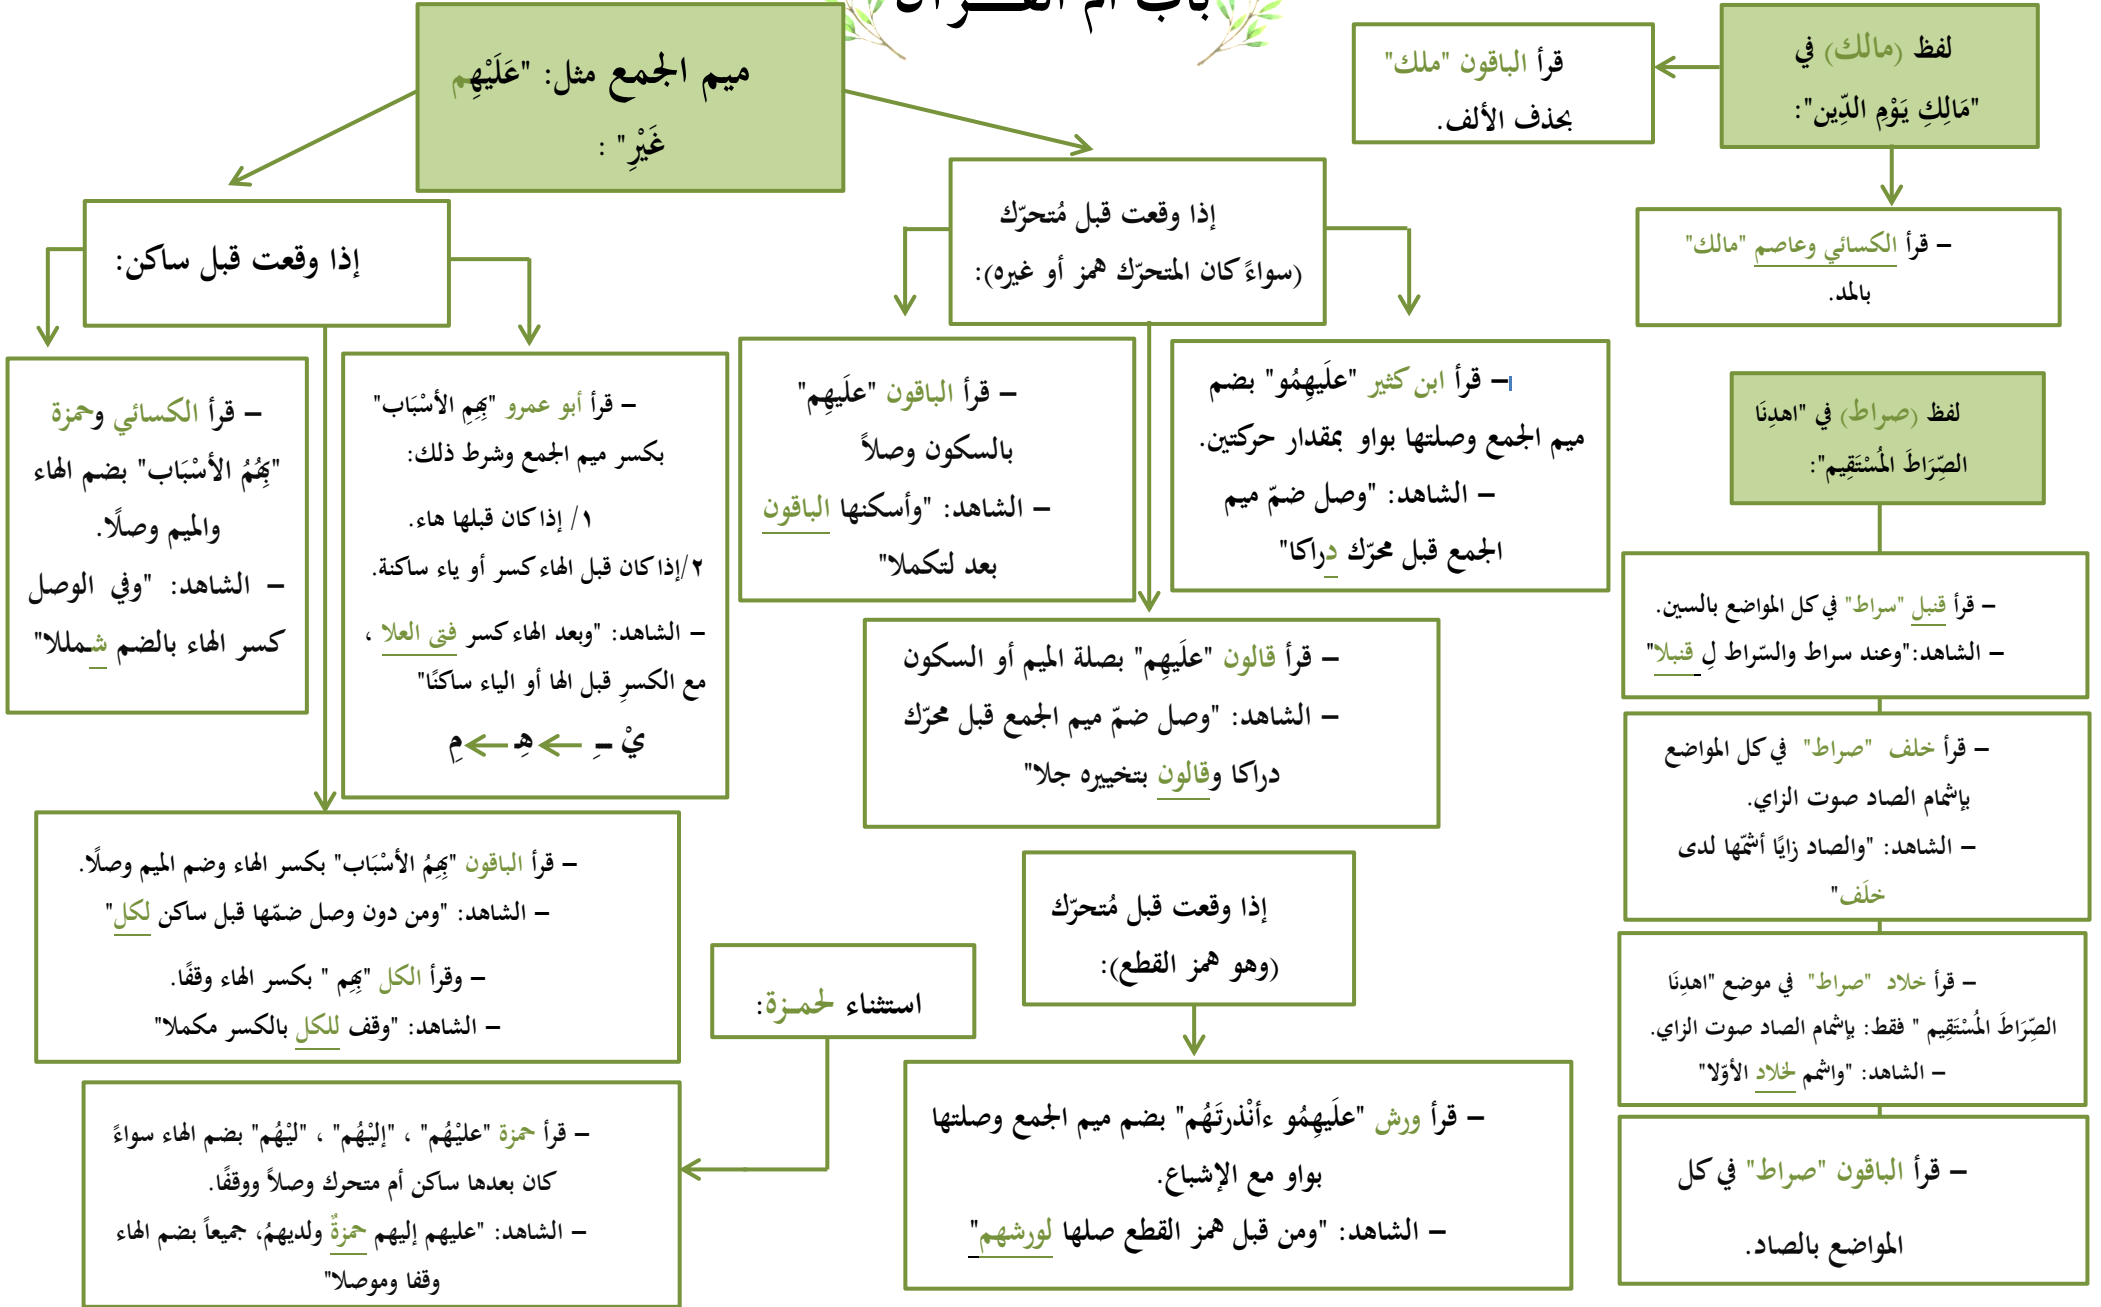 باب أم القـــرآن
لفظ (مالك) في
"مَالِكِ يَوْمِ الدِّين":
قرأ الباقون "ملك"
بحذف الألف.
– قرأ الكسائي وعاصم "مالك"
بالمد.
لفظ (صراط) في "اهدِنَا
الصِّرَاطَ المُسْتَقِيم":
– قرأ قنبل "سراط" في كل المواضع بالسين.
– الشاهد:"وعند سراط والسّراط لِ قنبلا"
– قرأ خلف "صراط" في كل المواضع
بإشمام الصاد صوت الزاي.
– الشاهد: "والصاد زايًا أشمّها لدى
خلَف"
– قرأ خلاد "صراط" في موضع "اهدِنَا
الصِّرَاطَ المُسْتَقِيم " فقط: بإشمام الصاد صوت الزاي.
– الشاهد: "واشمم لخلاد الأوّلا"
– قرأ الباقون "صراط" في كل
المواضع بالصاد.
ميم الجمع مثل: "عَلَيْهِم
غَيْرِ" :
إذا وقعت قبل مُتحرّك
(سواءً كان المتحرّك همز أو غيره):
– قرأ ابن كثير "علَيهِمُو" بضم
ميم الجمع وصلتها بواو بمقدار حركتين.
– الشاهد: "وصل ضمّ ميم
الجمع قبل محرّك دراكا"
– قرأ الباقون "علَيهِم"
بالسكون وصلاً
– الشاهد: "وأسكنها الباقون
بعد لتكملا"
– قرأ قالون "علَيهِم" بصلة الميم أو السكون
– الشاهد: "وصل ضمّ ميم الجمع قبل محرّك
دراكا وقالون بتخييره جلا"
إذا وقعت قبل مُتحرّك
(وهو همز القطع):
– قرأ ورش "علَيهِمُو ءأنْذرتَهُم" بضم ميم الجمع وصلتها
بواو مع الإشباع.
– الشاهد: "ومن قبل همز القطع صلها لورشهم"
إذا وقعت قبل ساكن:
– قرأ أبو عمرو "بِهِمِ الأسْبَاب"
بكسر ميم الجمع وشرط ذلك:
١/ إذا كان قبلها هاء.
٢/إذا كان قبل الهاء كسر أو ياء ساكنة.
– الشاهد: "وبعد الهاء كسر فتى العلا ،
مع الكسرِ قبل الها أو الياء ساكنًا"
يْ ـِ هِـ مِ
– قرأ الكسائي وحمزة
"بِهُمُ الأسْبَاب" بضم الهاء
والميم وصلًا.
– الشاهد: "وفي الوصل
كسر الهاء بالضم شمللا"
– قرأ الباقون "بِهِمُ الأسْبَاب" بكسر الهاء وضم الميم وصلًا.
– الشاهد: "ومن دون وصل ضمّها قبل ساكن لكل"
– وقرأ الكل "بِهِم " بكسر الهاء وقفًا.
– الشاهد: "وقف للكل بالكسر مكملا"
استثناء لحمـزة:
– قرأ حمزة "عليْهُم" ، "إليْهُم" ، "ليْهُم" بضم الهاء سواءً
كان بعدها ساكن أم متحرك وصلاً ووقفًا.
– الشاهد: "عليهم إليهم حمزةٌ ولديهمُ، جميعاً بضم الهاء
وقفا وموصلا"